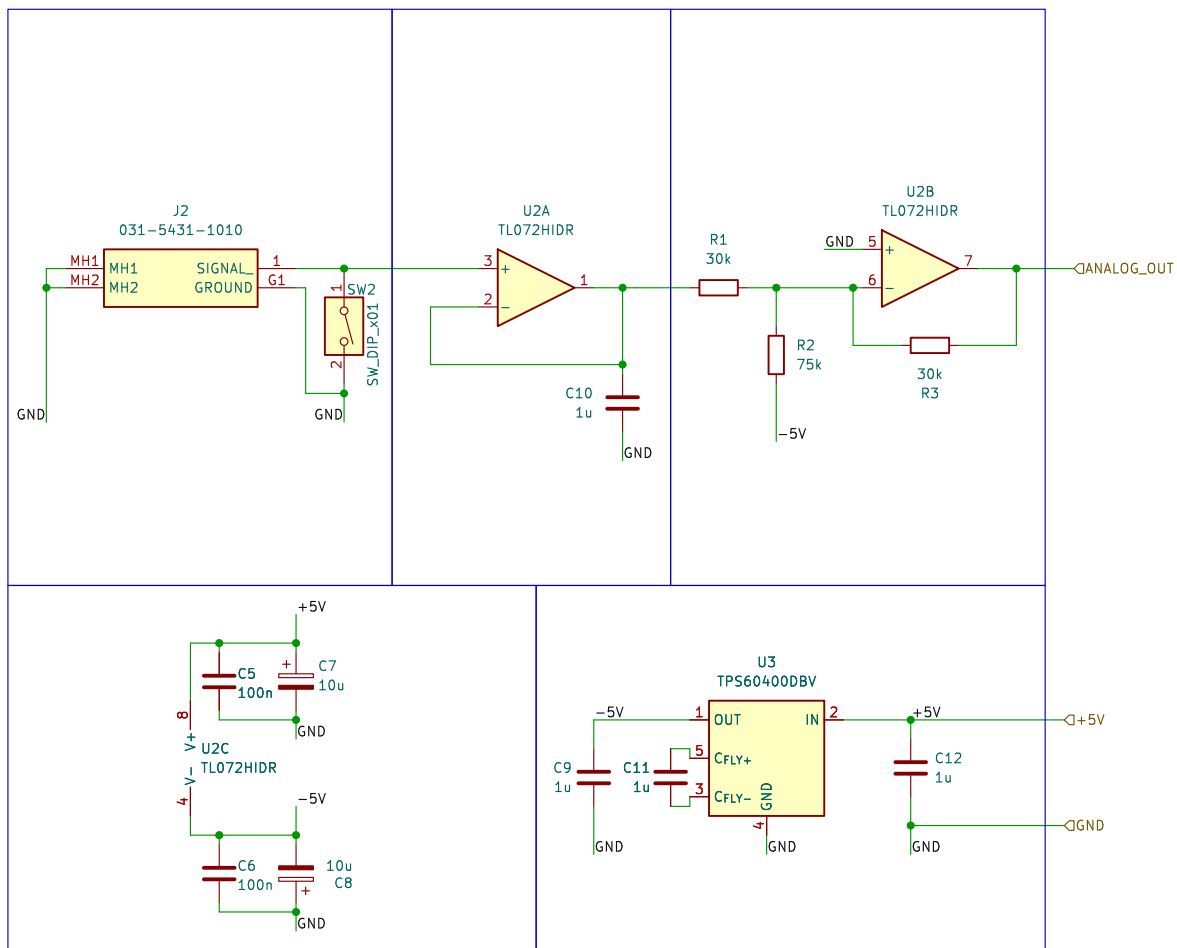 J2
031-5431-1010
MH1
MH2
MH1
MH2
SIGNAL_
GROUND
1
G1
GND
SW2
1
2
SW_DIP_x01
GND
U2A
TL072HIDR
3
+
2
−
1
C10
1u
GND
R1
30k
R2
75k
−5V
U2B
TL072HIDR
GND
5
+
6
−
7
30k
R3
ANALOG_OUT
+5V
C5
100n
+
C7
10u
GND
8
V+
U2C
TL072HIDR
V−
4
−5V
C6
100n
10u
C8
+
GND
U3
TPS60400DBV
−5V
1
OUT
IN
2
+5V
+5V
C9
1u
C11
1u
5
CFLY+
3
CFLY−
GND
4
C12
1u
GND
GND
GND
GND